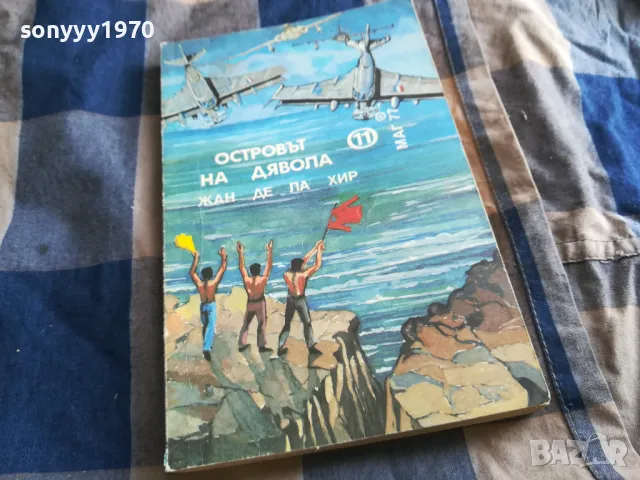 sonyyy1970
ОСТРОВЪТ
НА ДЯВОЛА
ЖАН ДЕ ЛА ХИР
11
МАГ 77
BAZAR